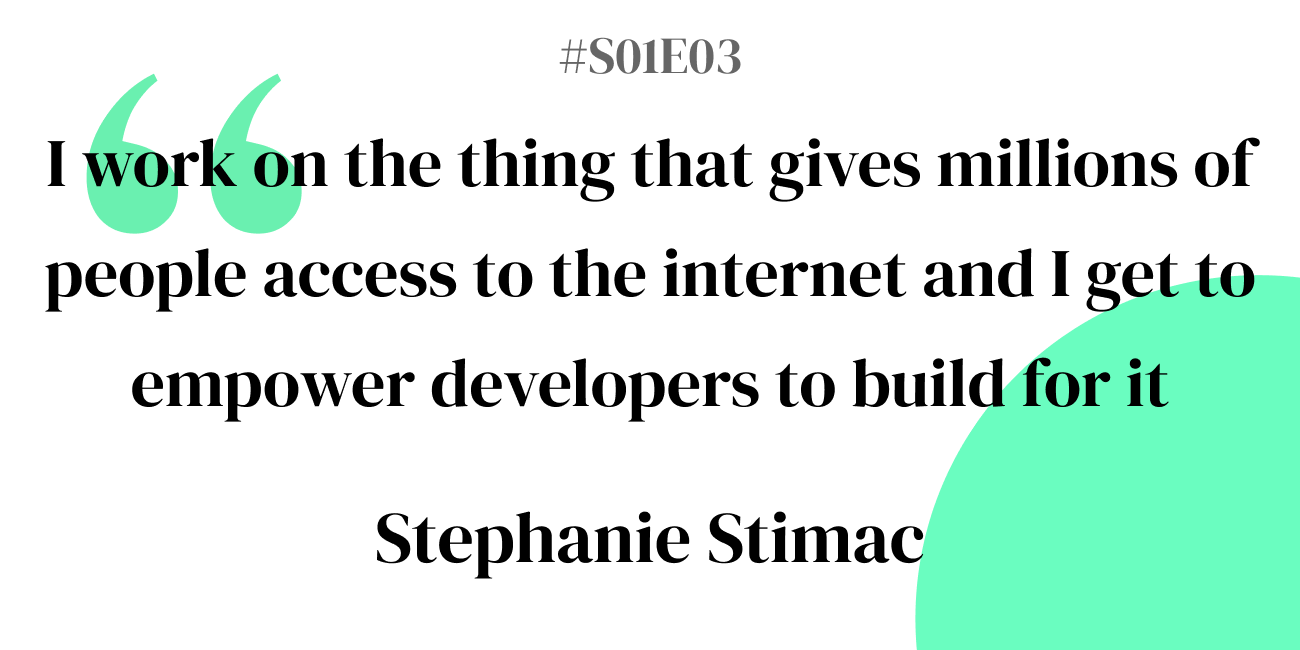 #S01E03
I work on the thing that gives millions of
people access to the internet and I get to
empower developers to build for it
Stephanie Stimac